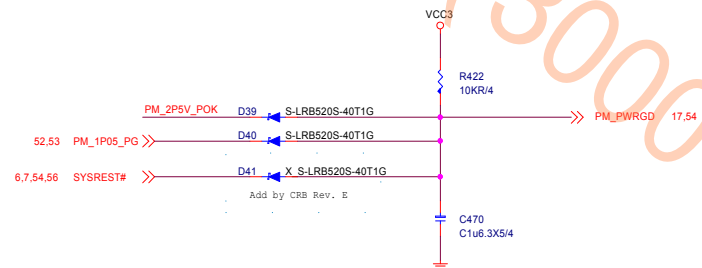 VCC3
R422
10KR/4
PM_2P5V_POK D39 S-LRB520S-40T1G
PM_PWRGD 17,54
52,53 PM_1P05_PG D40 S-LRB520S-40T1G
6,7,54,56 SYSREST# D41 X_S-LRB520S-40T1G
Add by CRB Rev. E
C470
C1u6.3X5/4
3000